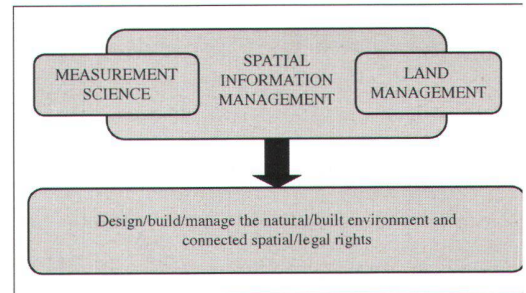 MEASUREMENT
SCIENCE
SPATIAL
INFORMATION
MANAGEMENT
LAND
MANAGEMENT
Design/build/manage the natural/built environment and
connected spatial/legal rights